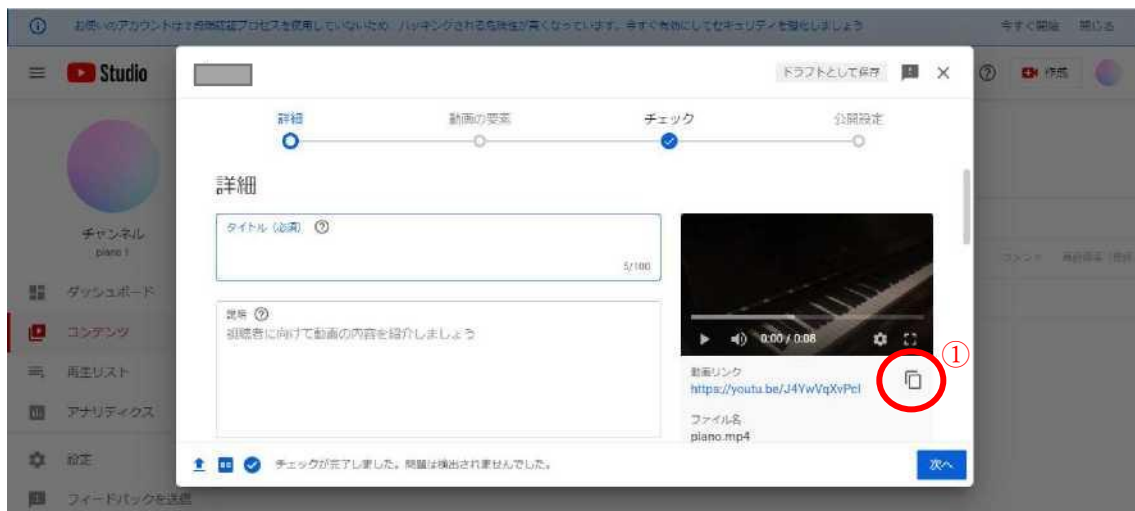 お使いのアカウントは 2 段階認証プロセスを使用していないため、ハッキングされる危険性が高くなっています。今すぐ有効にしてセキュリティを強化しましょう
今すぐ開始 閉じる
Studio
ドラフトとして保存
作成
詳細 動画の要素 チェック 公開設定
詳細
タイトル（必須）
5/100
説明
視聴者に向けて動画の内容を紹介しましょう
0:00 / 0:08
①
動画リンク
https://youtu.be/J4YwVqXvPcI
ファイル名
piano.mp4
チェックが完了しました。問題は検出されませんでした。
次へ
チャンネル
piano 1
ダッシュボード
コンテンツ
再生リスト
アナリティクス
設定
フィードバックを送信
コメント